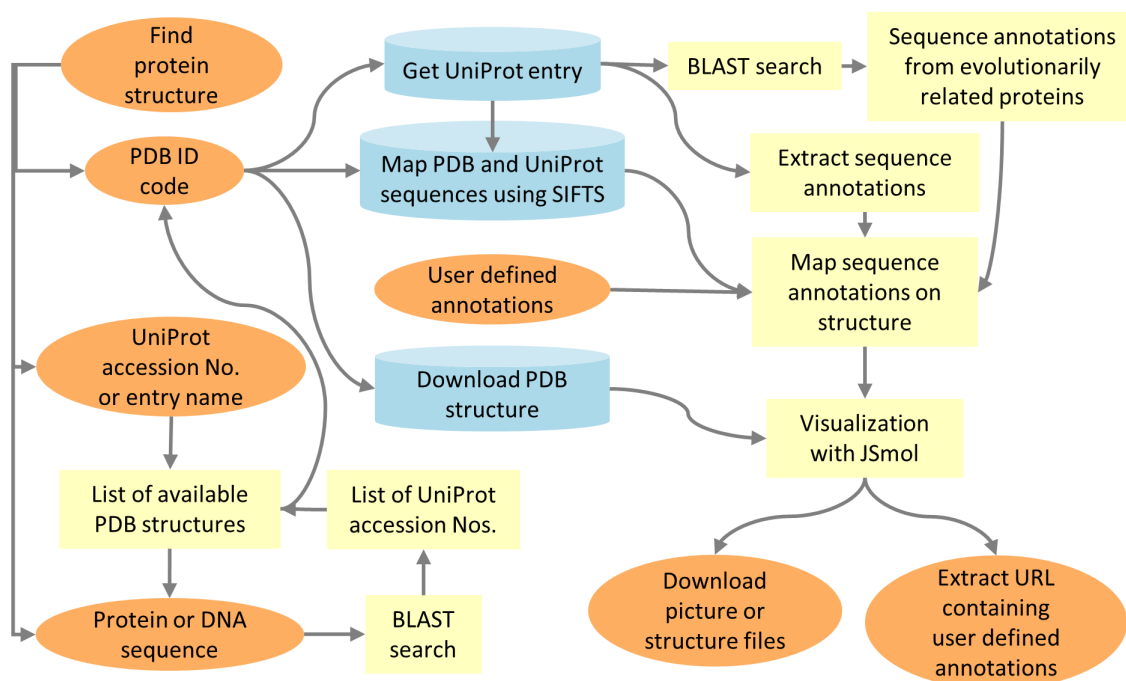 Find
protein
structure
Get UniProt entry
BLAST search
Sequence annotations
from evolutionarily
related proteins
PDB ID
code
Map PDB and UniProt
sequences using SIFTS
Extract sequence
annotations
User defined
annotations
Map sequence
annotations on
structure
UniProt
accession No.
or entry name
Download PDB
structure
Visualization
with JSmol
List of available
PDB structures
List of UniProt
accession Nos.
Protein or DNA
sequence
BLAST
search
Download
picture or
structure files
Extract URL
containing
user defined
annotations